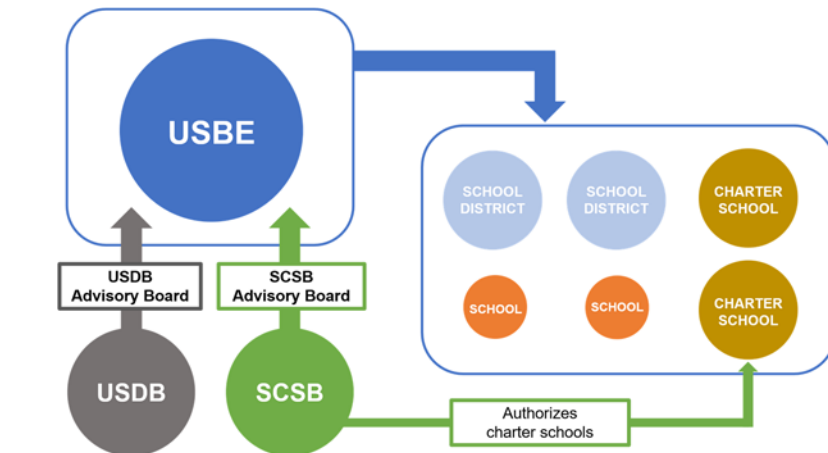 USBE
SCHOOL
DISTRICT
SCHOOL
DISTRICT
CHARTER
SCHOOL
USDB
Advisory Board
SCSB
Advisory Board
SCHOOL
SCHOOL
CHARTER
SCHOOL
USDB
SCSB
Authorizes
charter schools